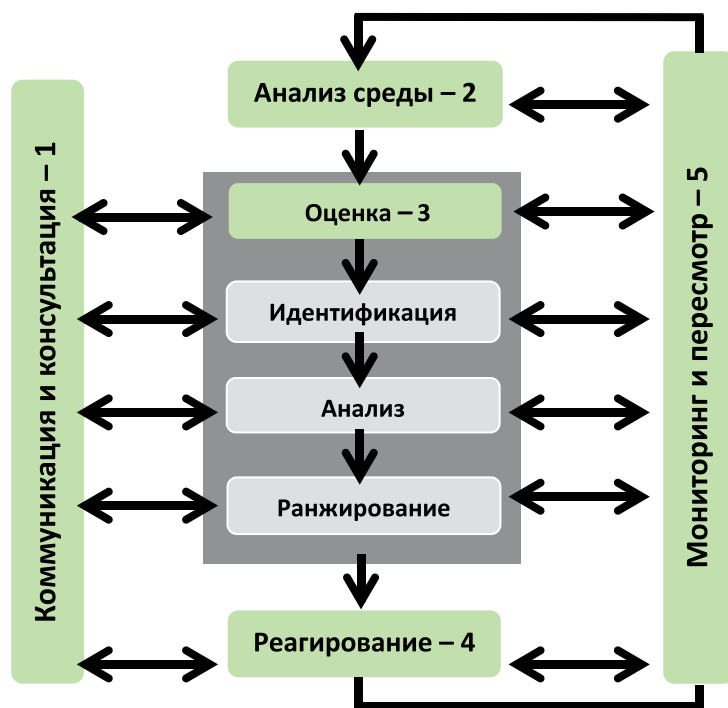 Коммуникация и консультация – 1
Анализ среды – 2
Оценка – 3
Идентификация
Анализ
Ранжирование
Реагирование – 4
Мониторинг и пересмотр – 5